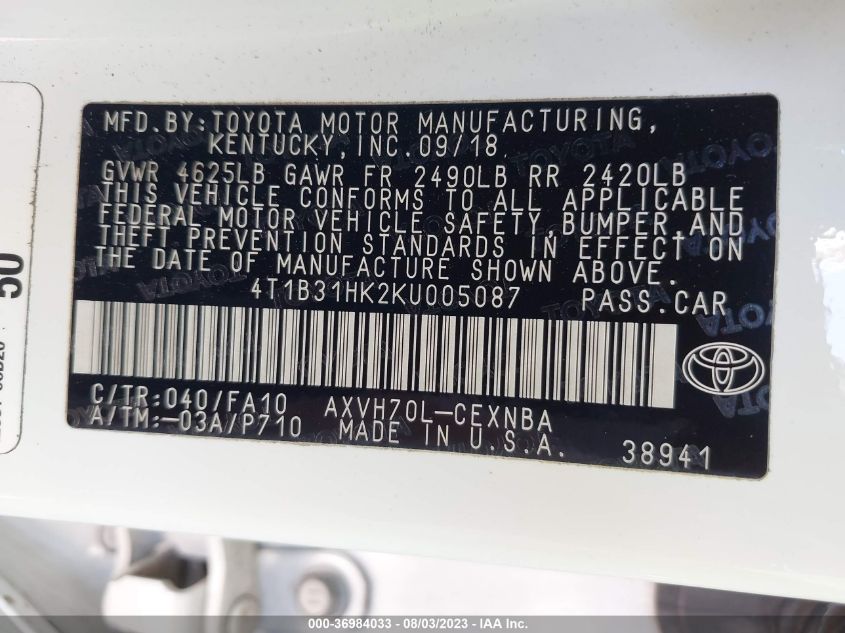 MFD.BY:TOYOTA MOTOR MANUFACTURING,
KENTUCKY, INC.09/18
GVWR 4625LB GAWR FR 2490LB RR 2420LB
THIS VEHICLE CONFORMS TO ALL APPLICABLE
FEDERAL MOTOR VEHICLE SAFETY,BUMPER,AND
THEFT PREVENTION STANDARDS IN EFFECT ON
THE DATE OF MANUFACTURE SHOWN ABOVE.
4T1B31HK2KU005087 PASS.CAR
C/TR:040/FA10 AXVH70L-CEXNBA
A/TM:-03A/P710 MADE IN U.S.A. 38941
50
000-36984033 - 08/03/2023 - IAA Inc.